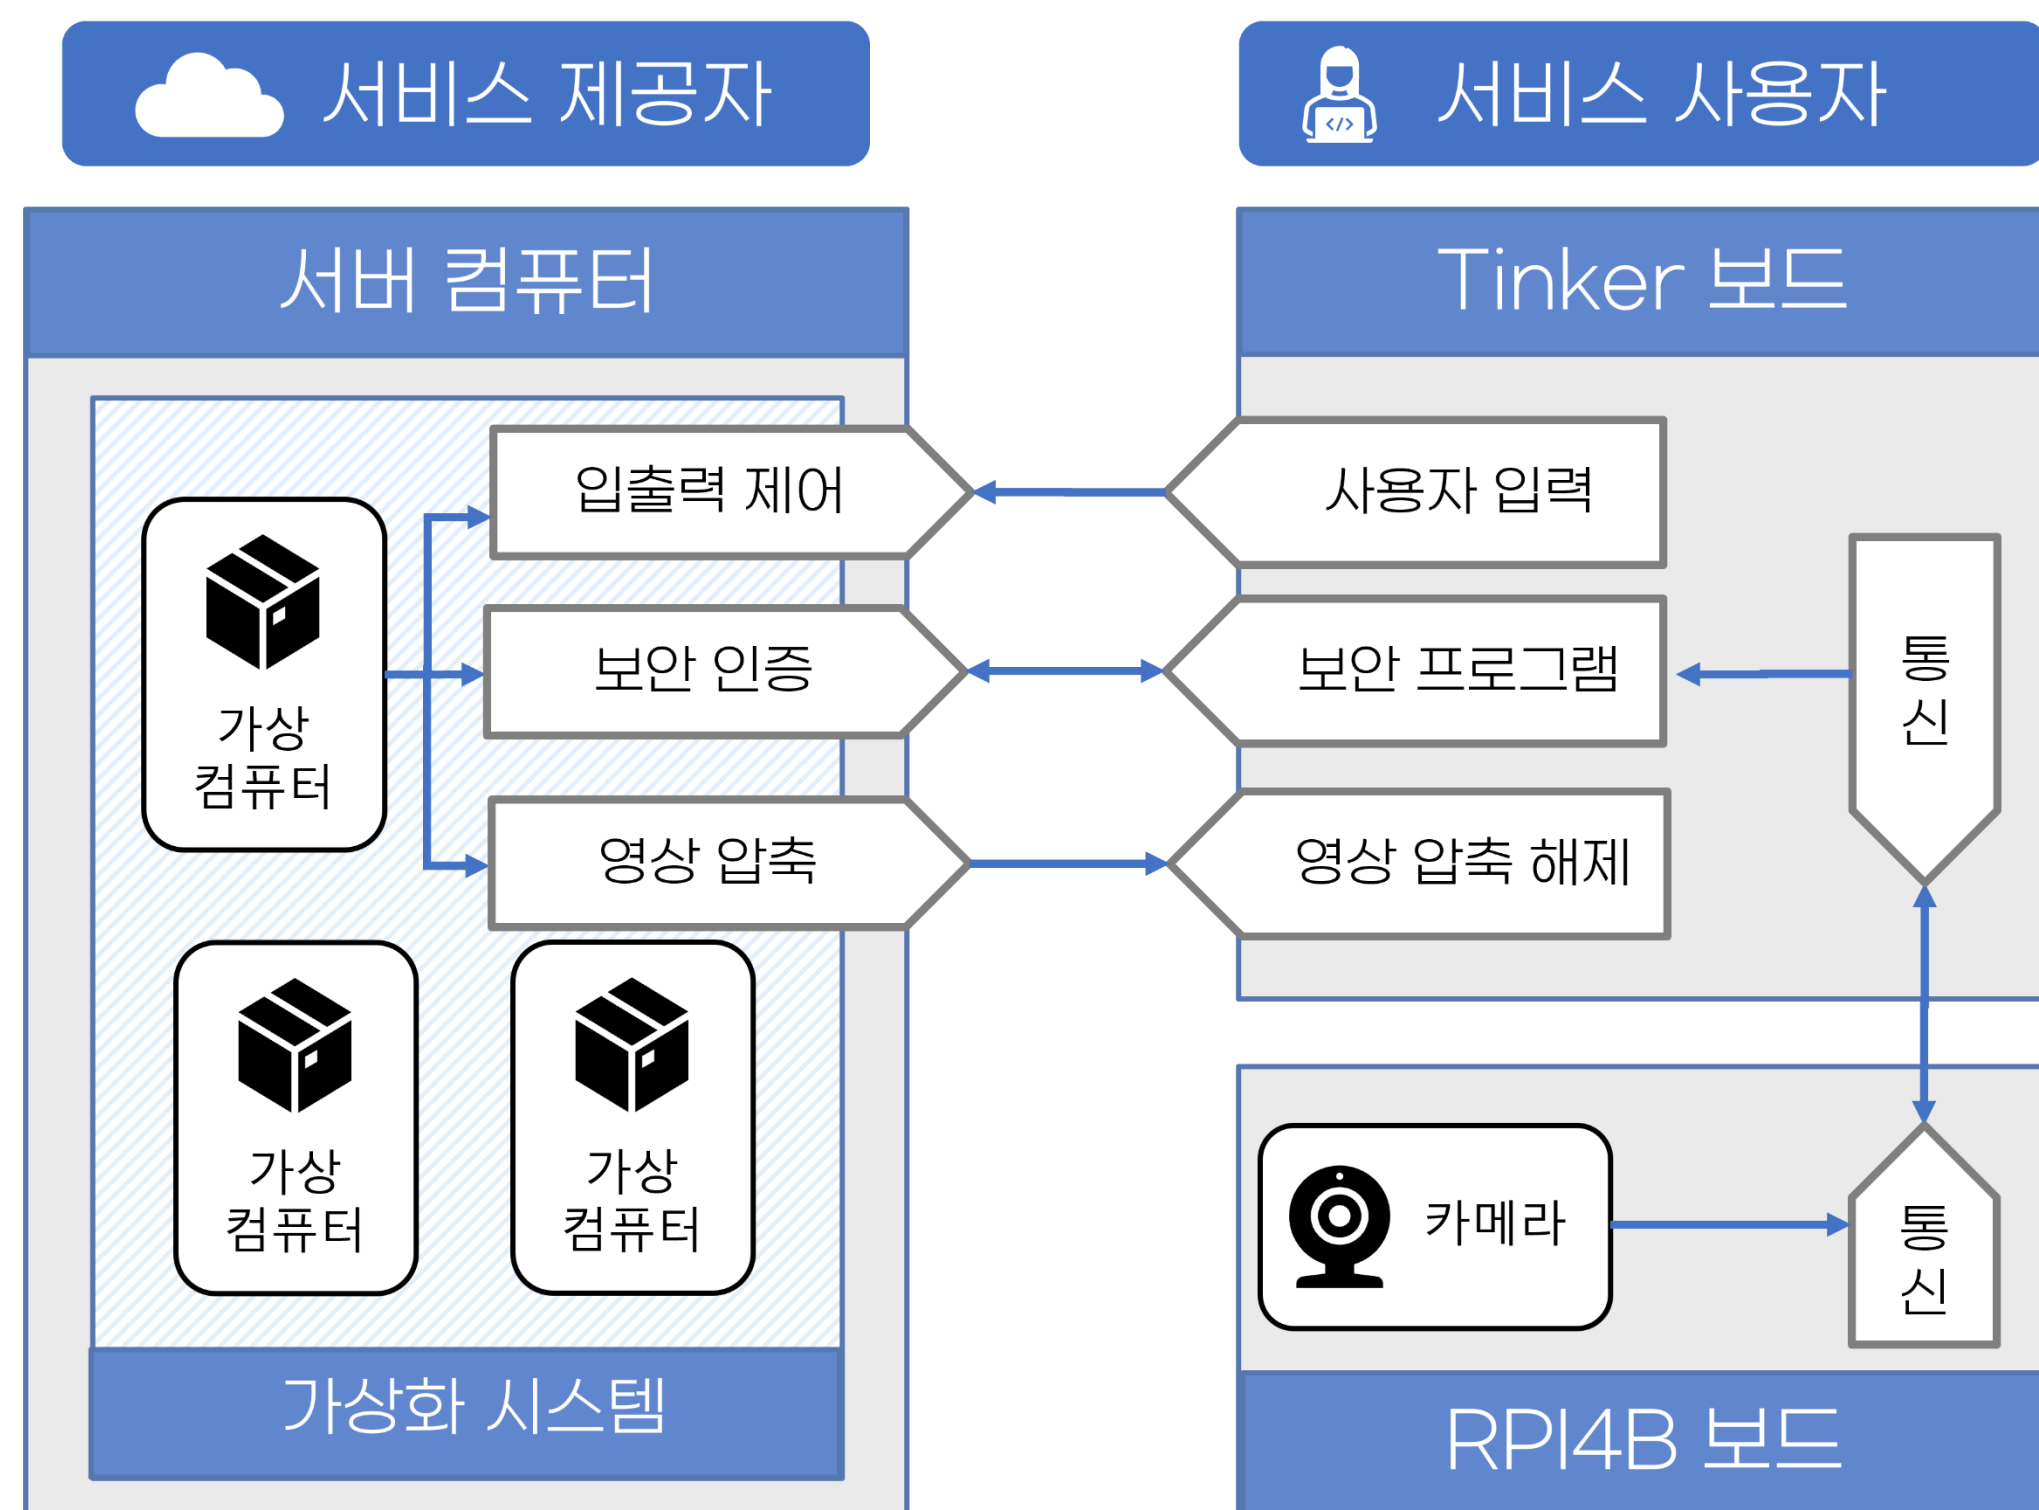 서비스 제공자
서비스 사용자
서버 컴퓨터
Tinker 보드
입출력 제어
사용자 입력
보안 인증
보안 프로그램
통
신
가상
컴퓨터
영상 압축
영상 압축 해제
가상
컴퓨터
가상
컴퓨터
카메라
통
신
가상화 시스템
RPI4B 보드